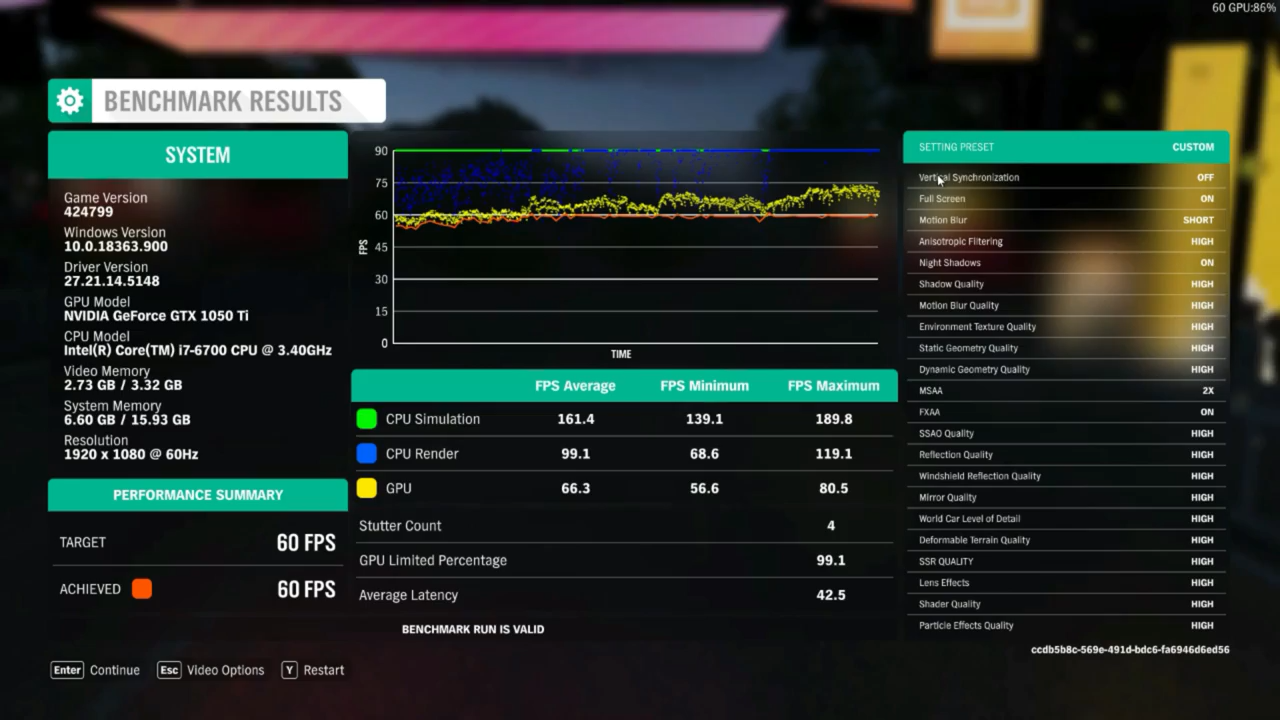 60 GPU:86%
BENCHMARK RESULTS
SYSTEM
Game Version
424799
Windows Version
10.0.18363.900
Driver Version
27.21.14.5148
GPU Model
NVIDIA GeForce GTX 1050 Ti
CPU Model
Intel(R) Core(TM) i7-6700 CPU @ 3.40GHz
Video Memory
2.73 GB / 3.32 GB
System Memory
6.60 GB / 15.93 GB
Resolution
1920 x 1080 @ 60Hz
PERFORMANCE SUMMARY
TARGET 60 FPS
ACHIEVED 60 FPS
90
75
60
FPS
45
30
15
0
TIME
FPS Average FPS Minimum FPS Maximum
CPU Simulation 161.4 139.1 189.8
CPU Render 99.1 68.6 119.1
GPU 66.3 56.6 80.5
Stutter Count 4
GPU Limited Percentage 99.1
Average Latency 42.5
BENCHMARK RUN IS VALID
SETTING PRESET CUSTOM
Vertical Synchronization OFF
Full Screen ON
Motion Blur SHORT
Anisotropic Filtering HIGH
Night Shadows ON
Shadow Quality HIGH
Motion Blur Quality HIGH
Environment Texture Quality HIGH
Static Geometry Quality HIGH
Dynamic Geometry Quality HIGH
MSAA 2X
FXAA ON
SSAO Quality HIGH
Reflection Quality HIGH
Windshield Reflection Quality HIGH
Mirror Quality HIGH
World Car Level of Detail HIGH
Deformable Terrain Quality HIGH
SSR QUALITY HIGH
Lens Effects HIGH
Shader Quality HIGH
Particle Effects Quality HIGH
ccdb5b8c-569e-491d-bdc6-fa6946d6ed56
Enter Continue Esc Video Options Y Restart